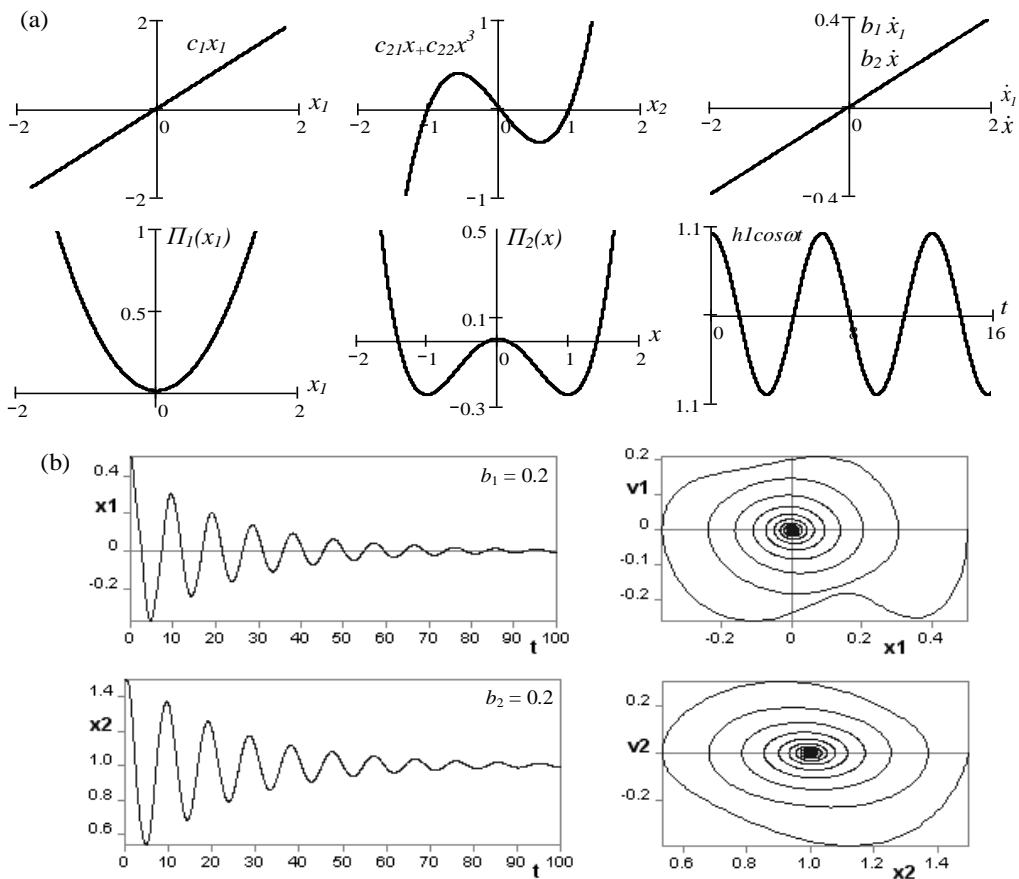 (a)
2
c1x1
x1
−2
0
2
−2
1
c21x+c22x^3
x2
−2
−1
0
1
2
−1
0.4
b1 ẋ1
b2 ẋ
ẋ1
−2
0
2
ẋ
−0.4
1
Π1(x1)
0.5
−2
0
x1
2
0.5
Π2(x)
0.1
−2
−1
0
1
x
2
−0.3
1.1
h1cosωt
t
0
8
16
1.1
(b)
b1 = 0.2
0.4
x1
0.2
0
-0.2
0 10 20 30 40 50 60 70 80 90 100
t
0.2
v1
0.1
0
-0.1
-0.2
-0.2 0 0.2 0.4
x1
b2 = 0.2
1.4
x2
1.2
1.0
0.8
0.6
0 10 20 30 40 50 60 70 80 90 100
t
0.2
v2
0
-0.2
0.6 0.8 1.0 1.2 1.4
x2